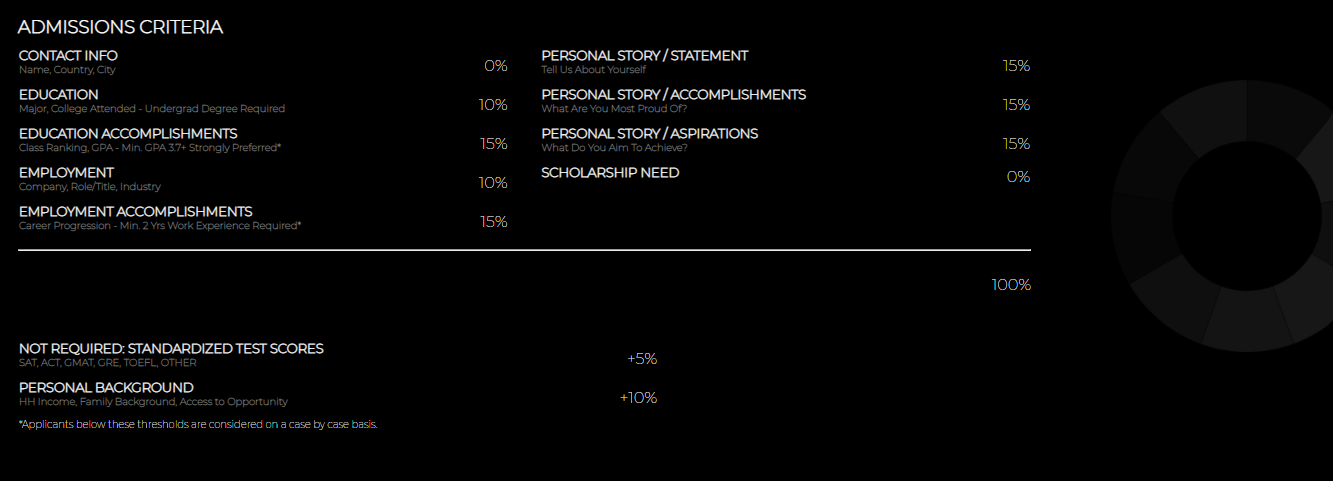 ADMISSIONS CRITERIA
CONTACT INFO
Name, Country, City
0%
EDUCATION
Major, College Attended - Undergrad Degree Required
10%
EDUCATION ACCOMPLISHMENTS
Class Ranking, GPA - Min. GPA 3.7+ Strongly Preferred*
15%
EMPLOYMENT
Company, Role/Title, Industry
10%
EMPLOYMENT ACCOMPLISHMENTS
Career Progression - Min. 2 Yrs Work Experience Required*
15%
PERSONAL STORY / STATEMENT
Tell Us About Yourself
15%
PERSONAL STORY / ACCOMPLISHMENTS
What Are You Most Proud Of?
15%
PERSONAL STORY / ASPIRATIONS
What Do You Aim To Achieve?
15%
SCHOLARSHIP NEED
0%
100%
NOT REQUIRED: STANDARDIZED TEST SCORES
SAT, ACT, GMAT, GRE, TOEFL, OTHER
+5%
PERSONAL BACKGROUND
HH Income, Family Background, Access to Opportunity
+10%
*Applicants below these thresholds are considered on a case by case basis.